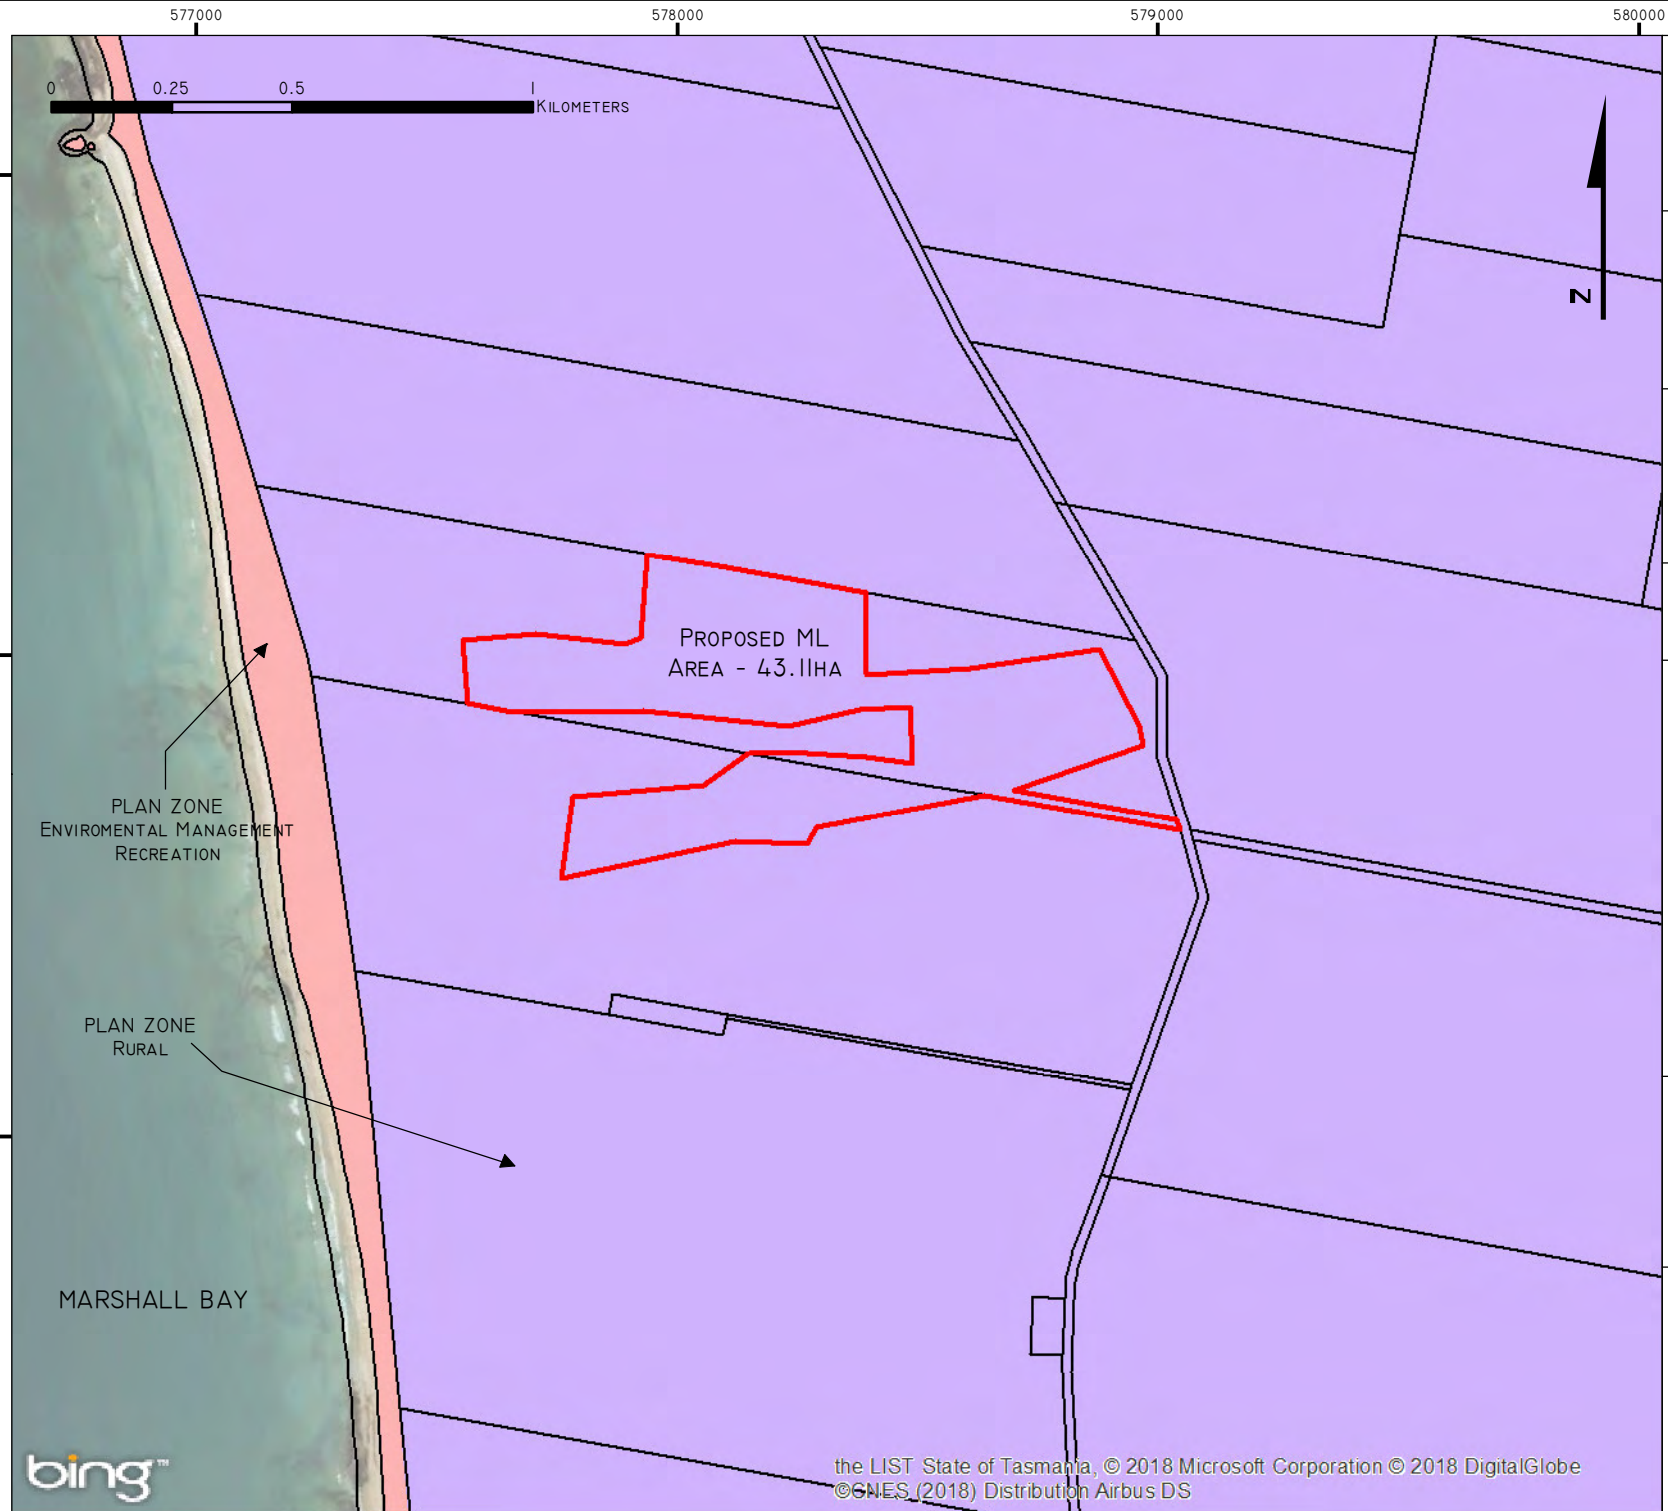 577000
578000
579000
580000
0
0.25
0.5
1
KILOMETERS
N
PROPOSED ML
AREA - 43.11HA
PLAN ZONE
ENVIROMENTAL MANAGEMENT
RECREATION
PLAN ZONE
RURAL
MARSHALL BAY
bing™
the LIST State of Tasmania, © 2018 Microsoft Corporation © 2018 DigitalGlobe
©CNES (2018) Distribution Airbus DS